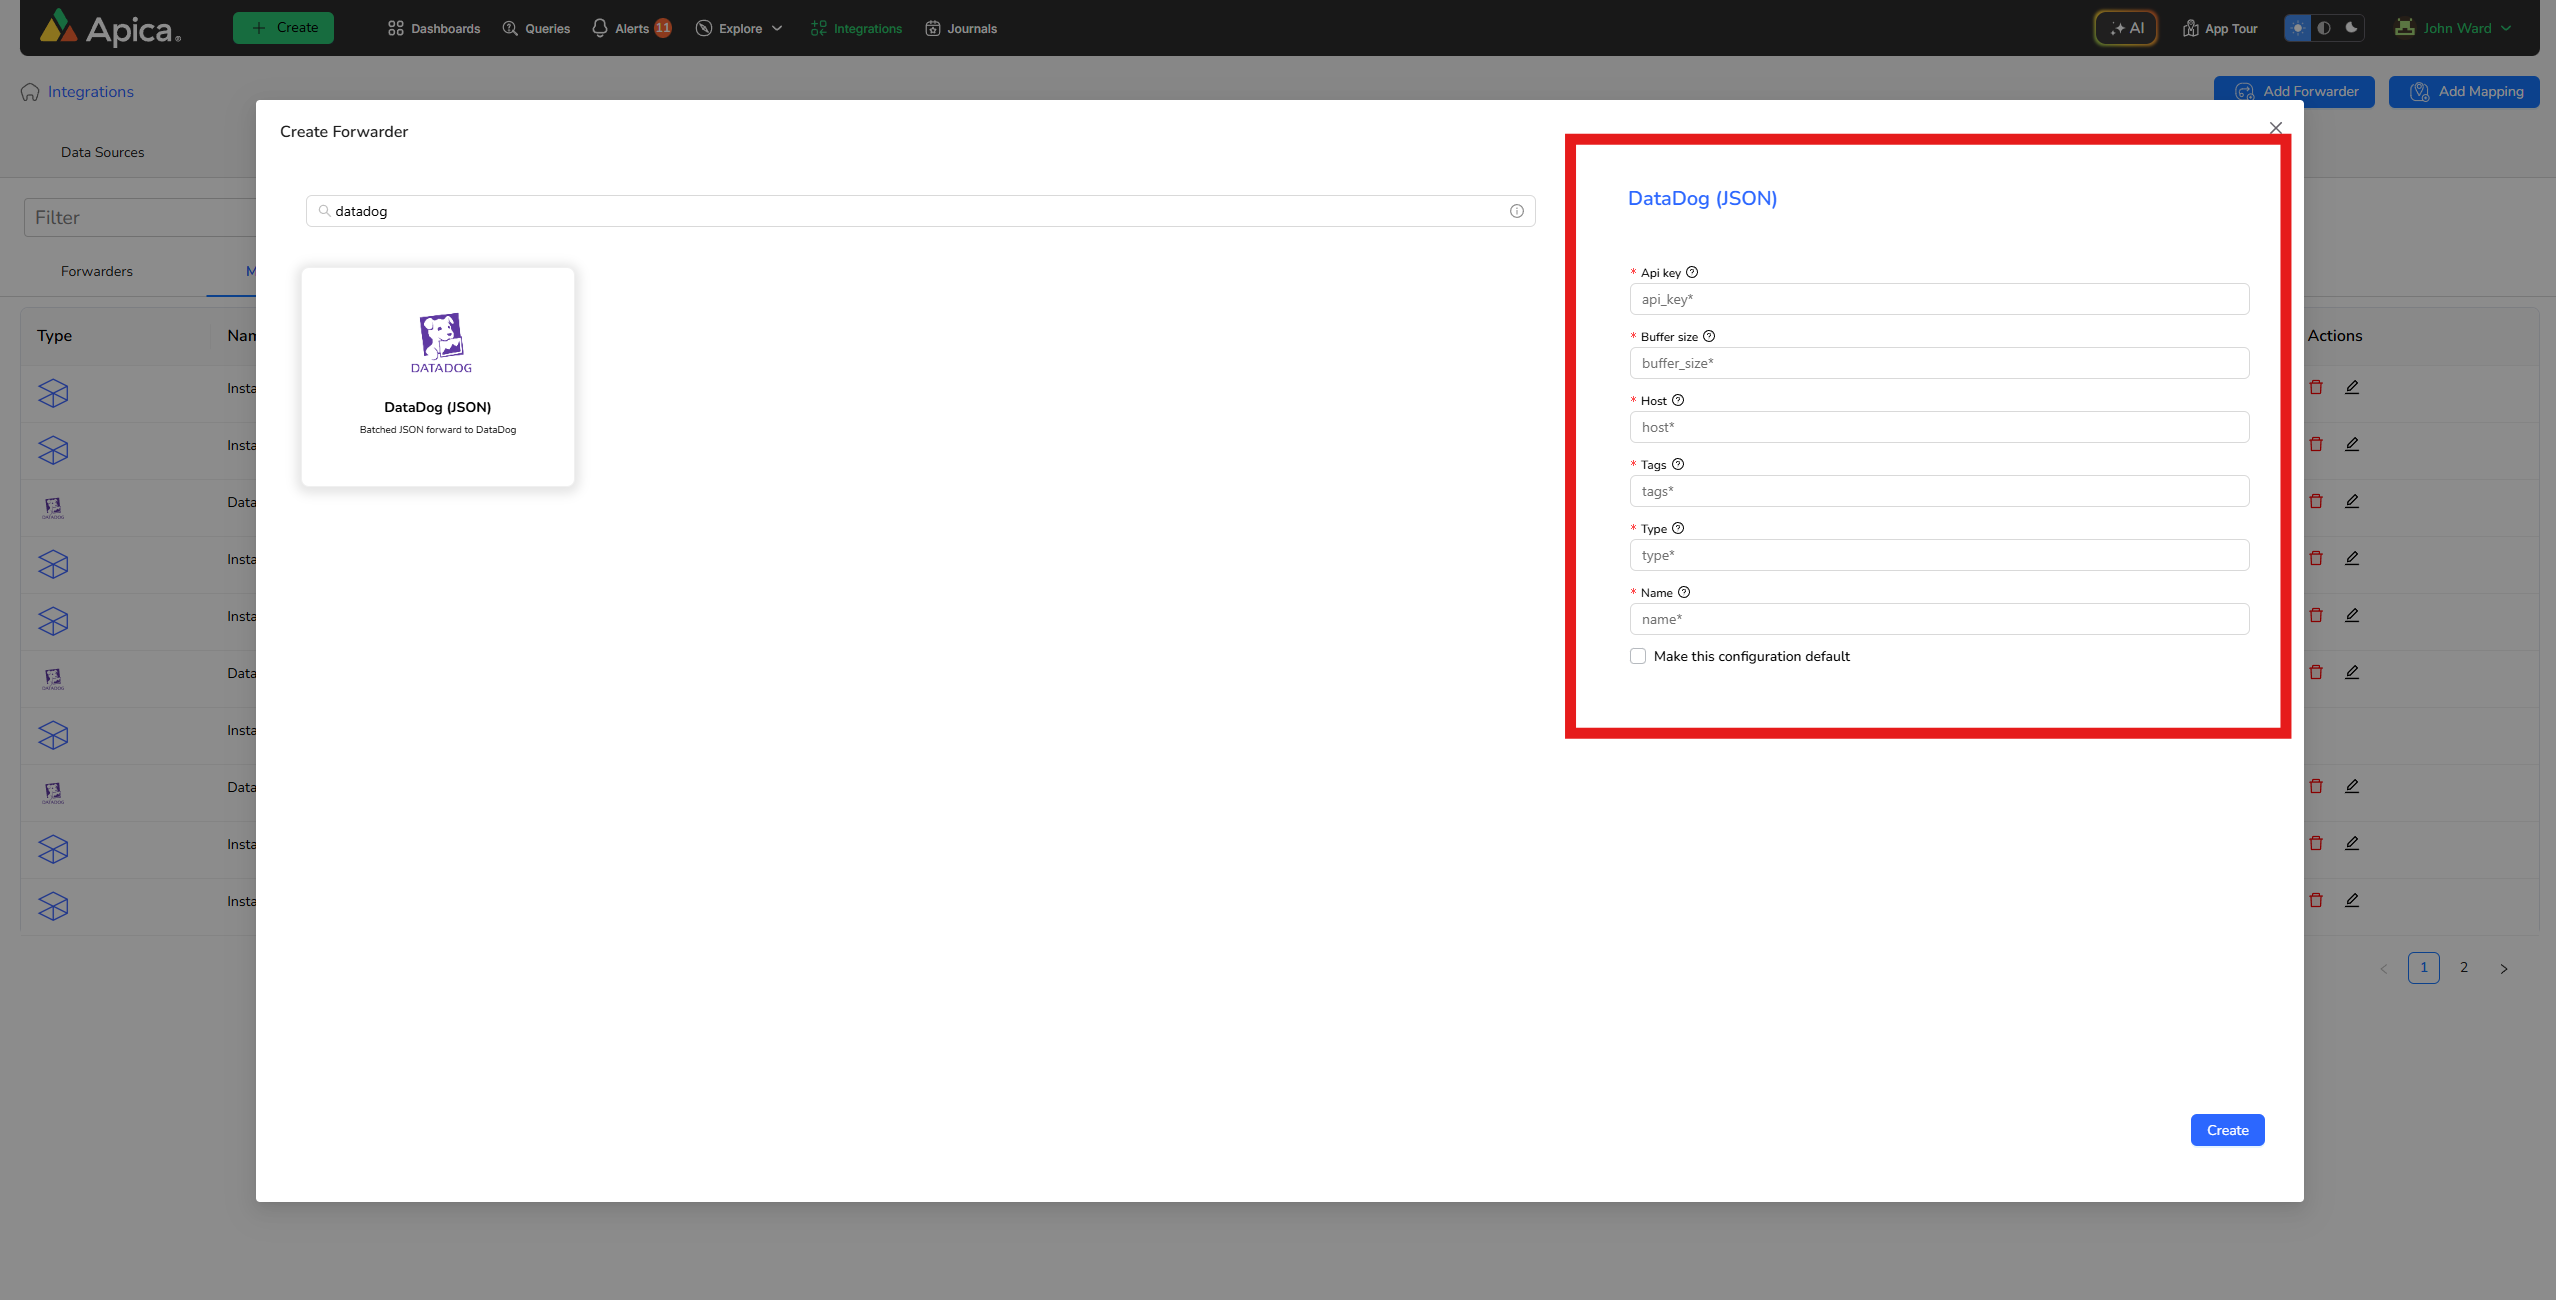 Apica
Create
Dashboards
Queries
Alerts 11
Explore
Integrations
Journals
AI
App Tour
John Ward
Integrations
Add Forwarder
Add Mapping
Create Forwarder
Data Sources
datadog
DataDog (JSON)
Filter
Forwarders
M
Type
Nam
Actions
DATADOG
DataDog (JSON)
Batched JSON forward to DataDog
* Api key
api_key*
* Buffer size
buffer_size*
* Host
host*
* Tags
tags*
* Type
type*
* Name
name*
Make this configuration default
Insta
Insta
Data
Insta
Insta
Data
Insta
Data
Insta
Insta
< 1 2 >
Create